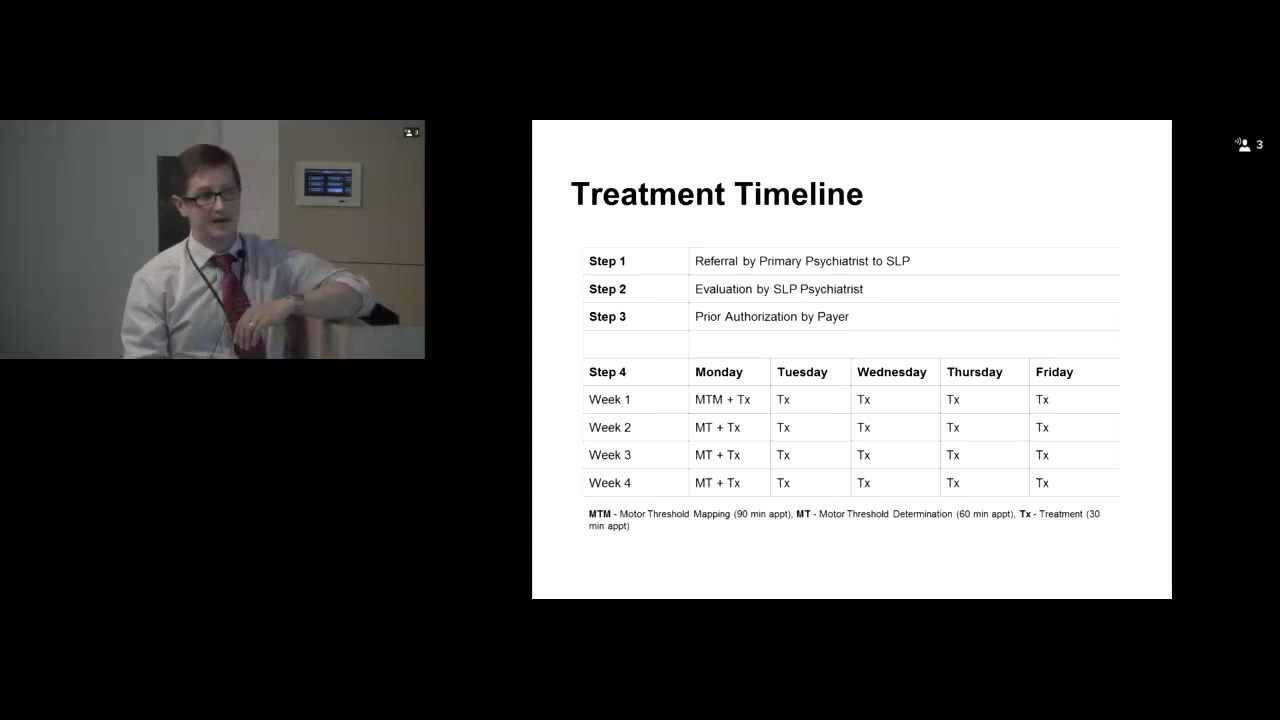 3
3
Treatment Timeline
Step 1 Referral by Primary Psychiatrist to SLP
Step 2 Evaluation by SLP Psychiatrist
Step 3 Prior Authorization by Payer
Step 4 Monday Tuesday Wednesday Thursday Friday
Week 1 MTM + Tx Tx Tx Tx Tx
Week 2 MT + Tx Tx Tx Tx Tx
Week 3 MT + Tx Tx Tx Tx Tx
Week 4 MT + Tx Tx Tx Tx Tx
MTM - Motor Threshold Mapping (90 min appt), MT - Motor Threshold Determination (60 min appt), Tx - Treatment (30
min appt)